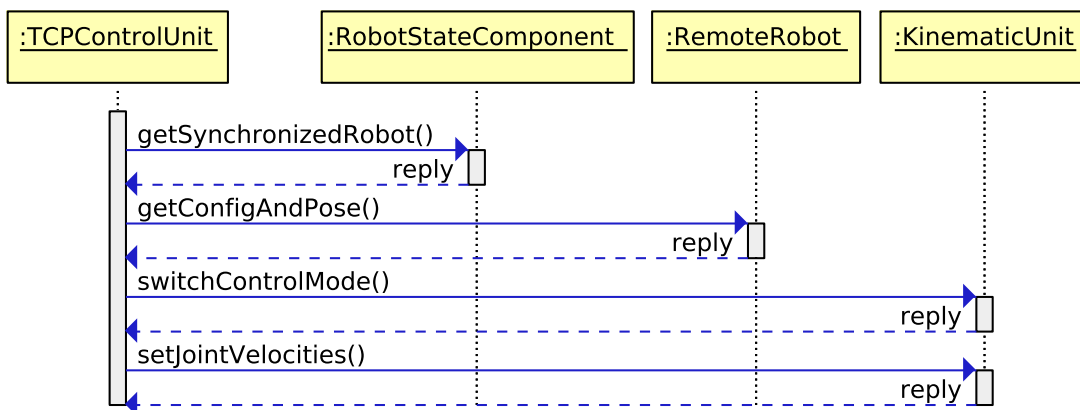 :TCPControlUnit :RobotStateComponent :RemoteRobot :KinematicUnit
getSynchronizedRobot()
reply
getConfigAndPose()
reply
switchControlMode()
reply
setJointVelocities()
reply